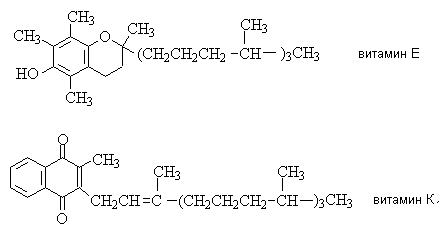 CH₃
CH₃ O CH₃ CH₃
(CH₂CH₂CH₂—CH—)₃CH₃ витамин Е
HO
CH₃
O
CH₃ CH₃ CH₃
CH₂CH=C—(CH₂CH₂CH₂—CH—)₃CH₃ витамин К,
O